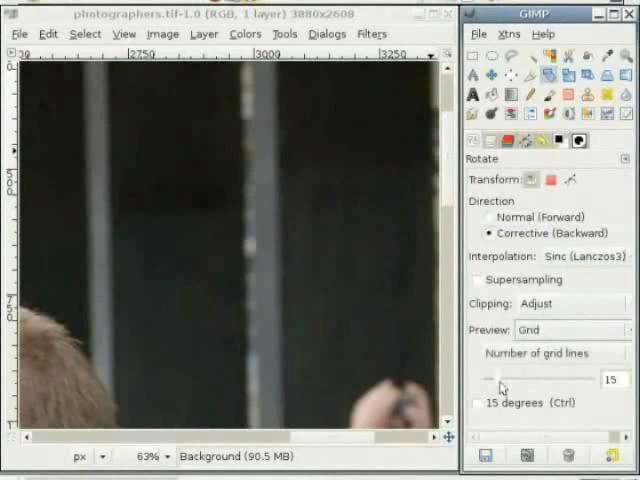 photographers.tif-1.0 (RGB, 1 layer) 3880x2608
File Edit Select View Image Layer Colors Tools Dialogs Filters
2750 3000 3250
px 63% Background (90.5 MB)
GIMP
File Xtns Help
Rotate
Transform:
Direction
Normal (Forward)
Corrective (Backward)
Interpolation: Sinc (Lanczos3)
Supersampling
Clipping: Adjust
Preview: Grid
Number of grid lines
15
15 degrees (Ctrl)